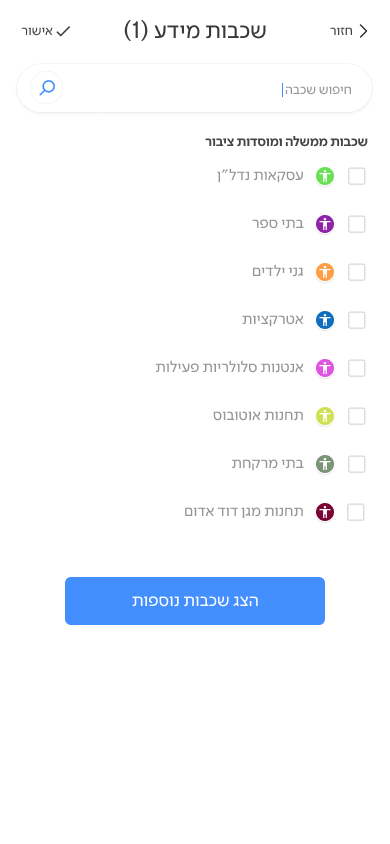 חזור
שכבות מידע (1)
אישור
חיפוש שכבה
שכבות ממשלה ומוסדות ציבור
עסקאות נדל״ן
בתי ספר
גני ילדים
אטרקציות
אנטנות סלולריות פעילות
תחנות אוטובוס
בתי מרקחת
תחנות מגן דוד אדום
הצג שכבות נוספות